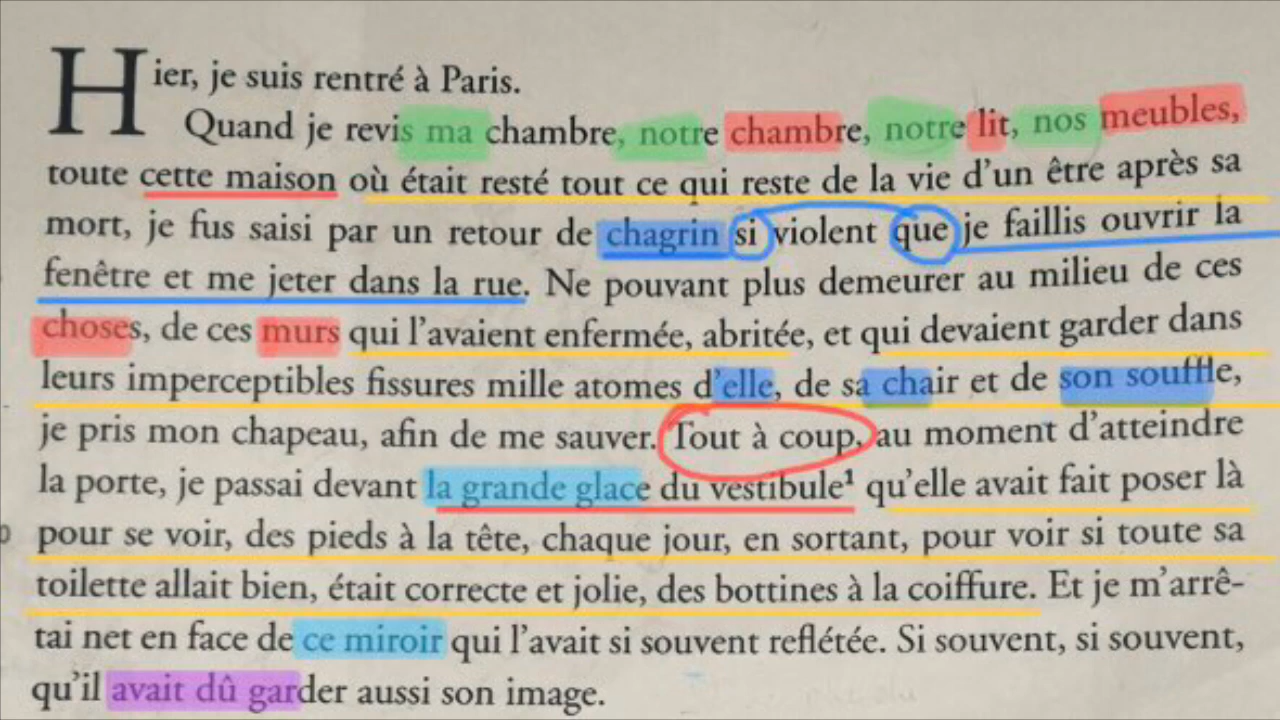 Hier, je suis rentré à Paris.
Quand je revis ma chambre, notre chambre, notre lit, nos meubles,
toute cette maison où était resté tout ce qui reste de la vie d'un être après sa
mort, je fus saisi par un retour de chagrin si violent que je faillis ouvrir la
fenêtre et me jeter dans la rue. Ne pouvant plus demeurer au milieu de ces
choses, de ces murs qui l'avaient enfermée, abritée, et qui devaient garder dans
leurs imperceptibles fissures mille atomes d'elle, de sa chair et de son souffle,
je pris mon chapeau, afin de me sauver. Tout à coup, au moment d'atteindre
la porte, je passai devant la grande glace du vestibule¹ qu'elle avait fait poser là
pour se voir, des pieds à la tête, chaque jour, en sortant, pour voir si toute sa
toilette allait bien, était correcte et jolie, des bottines à la coiffure. Et je m'arrê-
tai net en face de ce miroir qui l'avait si souvent reflétée. Si souvent, si souvent,
qu'il avait dû garder aussi son image.